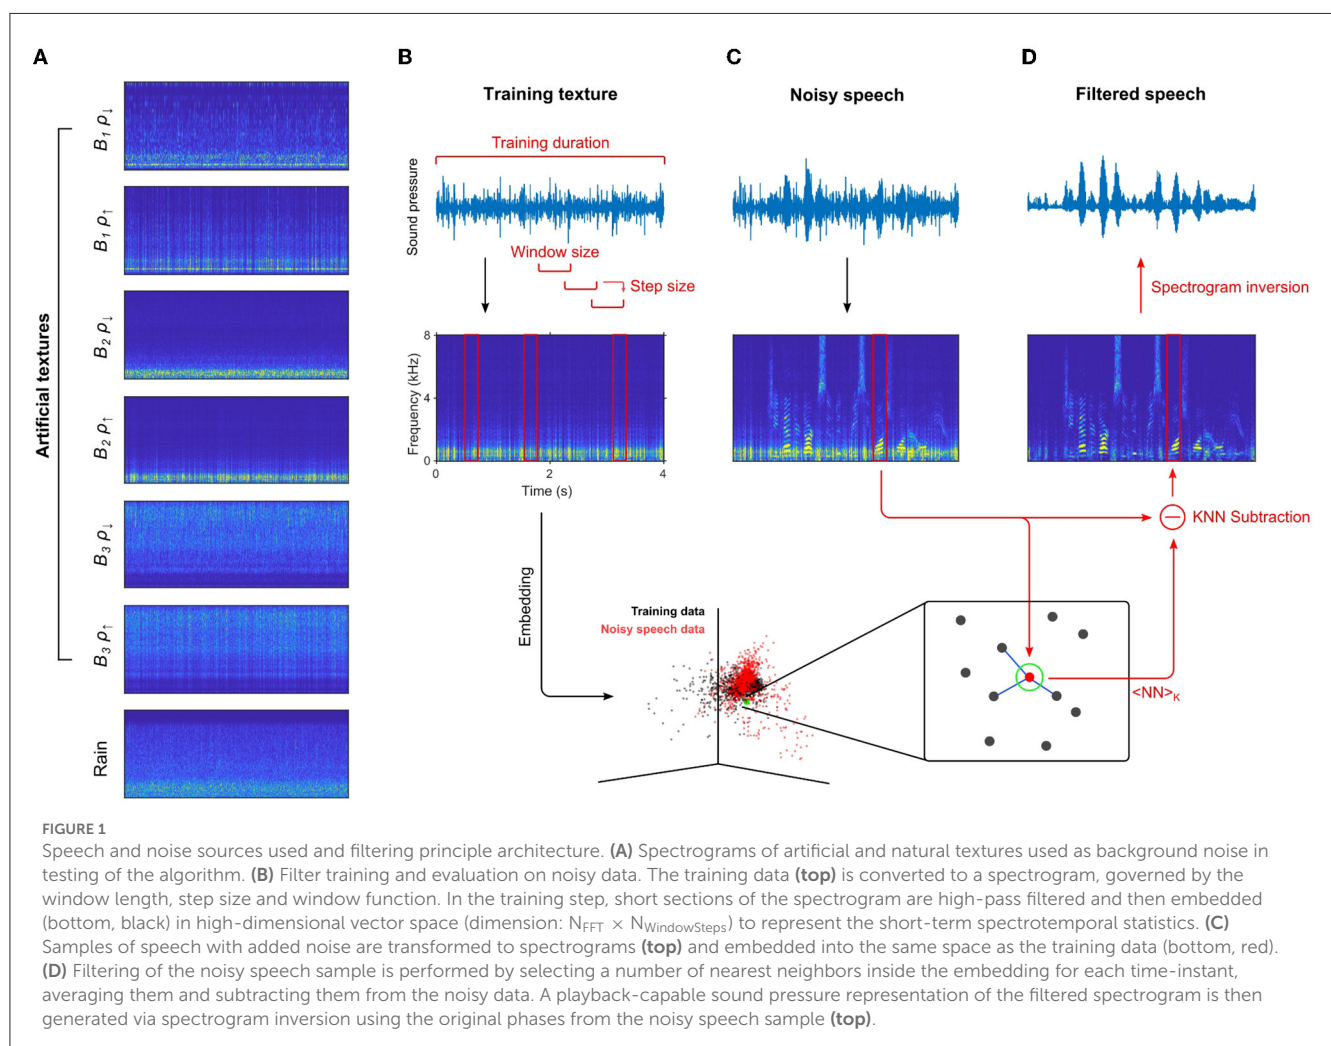 A
B
C
D
Training texture
Noisy speech
Filtered speech
Artificial textures
B1 ρ↓
B1 ρ↑
B2 ρ↓
B2 ρ↑
B3 ρ↓
B3 ρ↑
Rain
Training duration
Sound pressure
Window size
Step size
Spectrogram inversion
Frequency (kHz)
8
4
0
0
2
4
Time (s)
KNN Subtraction
Embedding
Training data
Noisy speech data
<NN>K
FIGURE 1
Speech and noise sources used and filtering principle architecture. (A) Spectrograms of artificial and natural textures used as background noise in
testing of the algorithm. (B) Filter training and evaluation on noisy data. The training data (top) is converted to a spectrogram, governed by the
window length, step size and window function. In the training step, short sections of the spectrogram are high-pass filtered and then embedded
(bottom, black) in high-dimensional vector space (dimension: NFFT × NWindowSteps) to represent the short-term spectrotemporal statistics. (C)
Samples of speech with added noise are transformed to spectrograms (top) and embedded into the same space as the training data (bottom, red).
(D) Filtering of the noisy speech sample is performed by selecting a number of nearest neighbors inside the embedding for each time-instant,
averaging them and subtracting them from the noisy data. A playback-capable sound pressure representation of the filtered spectrogram is then
generated via spectrogram inversion using the original phases from the noisy speech sample (top).